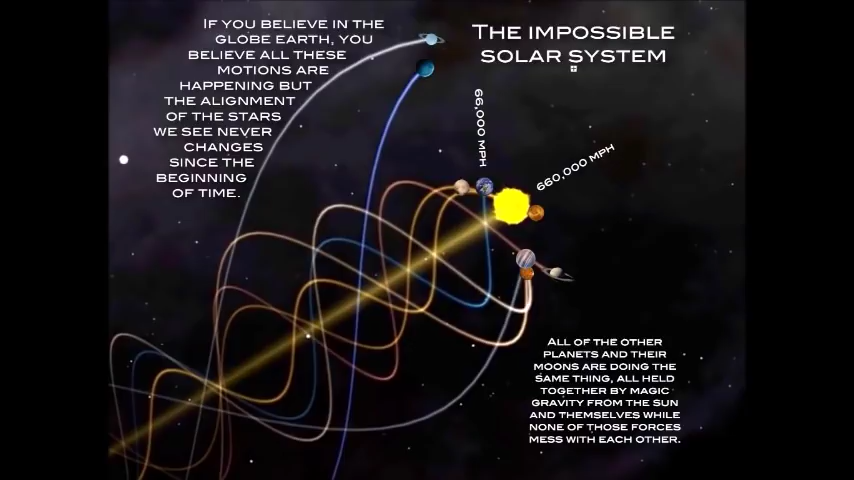 If you believe in the
globe earth, you
believe all these
motions are
happening but
the alignment
of the stars
we see never
changes
since the
beginning
of time.
The impossible
solar system
66,000 mph
660,000 mph
All of the other
planets and their
moons are doing the
same thing, all held
together by magic
gravity from the sun
and themselves while
none of those forces
mess with each other.